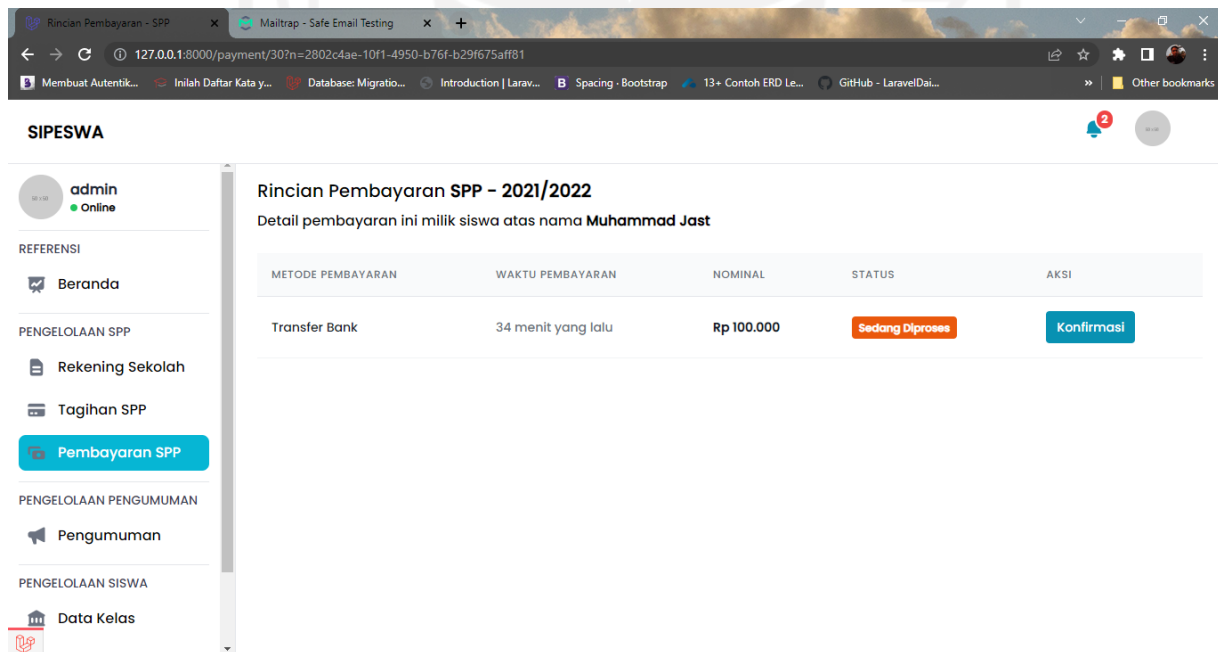 Rincian Pembayaran - SPP
Mailtrap - Safe Email Testing
127.0.0.1:8000/payment/30?n=2802c4ae-10f1-4950-b76f-b29f675aff81
Membuat Autentik... Inilah Daftar Kata y... Database: Migratio... Introduction | Larav... Spacing · Bootstrap 13+ Contoh ERD Le... GitHub - LaravelDai... » Other bookmarks
SIPESWA
2
admin
Online
REFERENSI
Beranda
PENGELOLAAN SPP
Rekening Sekolah
Tagihan SPP
Pembayaran SPP
PENGELOLAAN PENGUMUMAN
Pengumuman
PENGELOLAAN SISWA
Data Kelas
Rincian Pembayaran SPP - 2021/2022
Detail pembayaran ini milik siswa atas nama Muhammad Jast
METODE PEMBAYARAN WAKTU PEMBAYARAN NOMINAL STATUS AKSI
Transfer Bank 34 menit yang lalu Rp 100.000 Sedang Diproses Konfirmasi